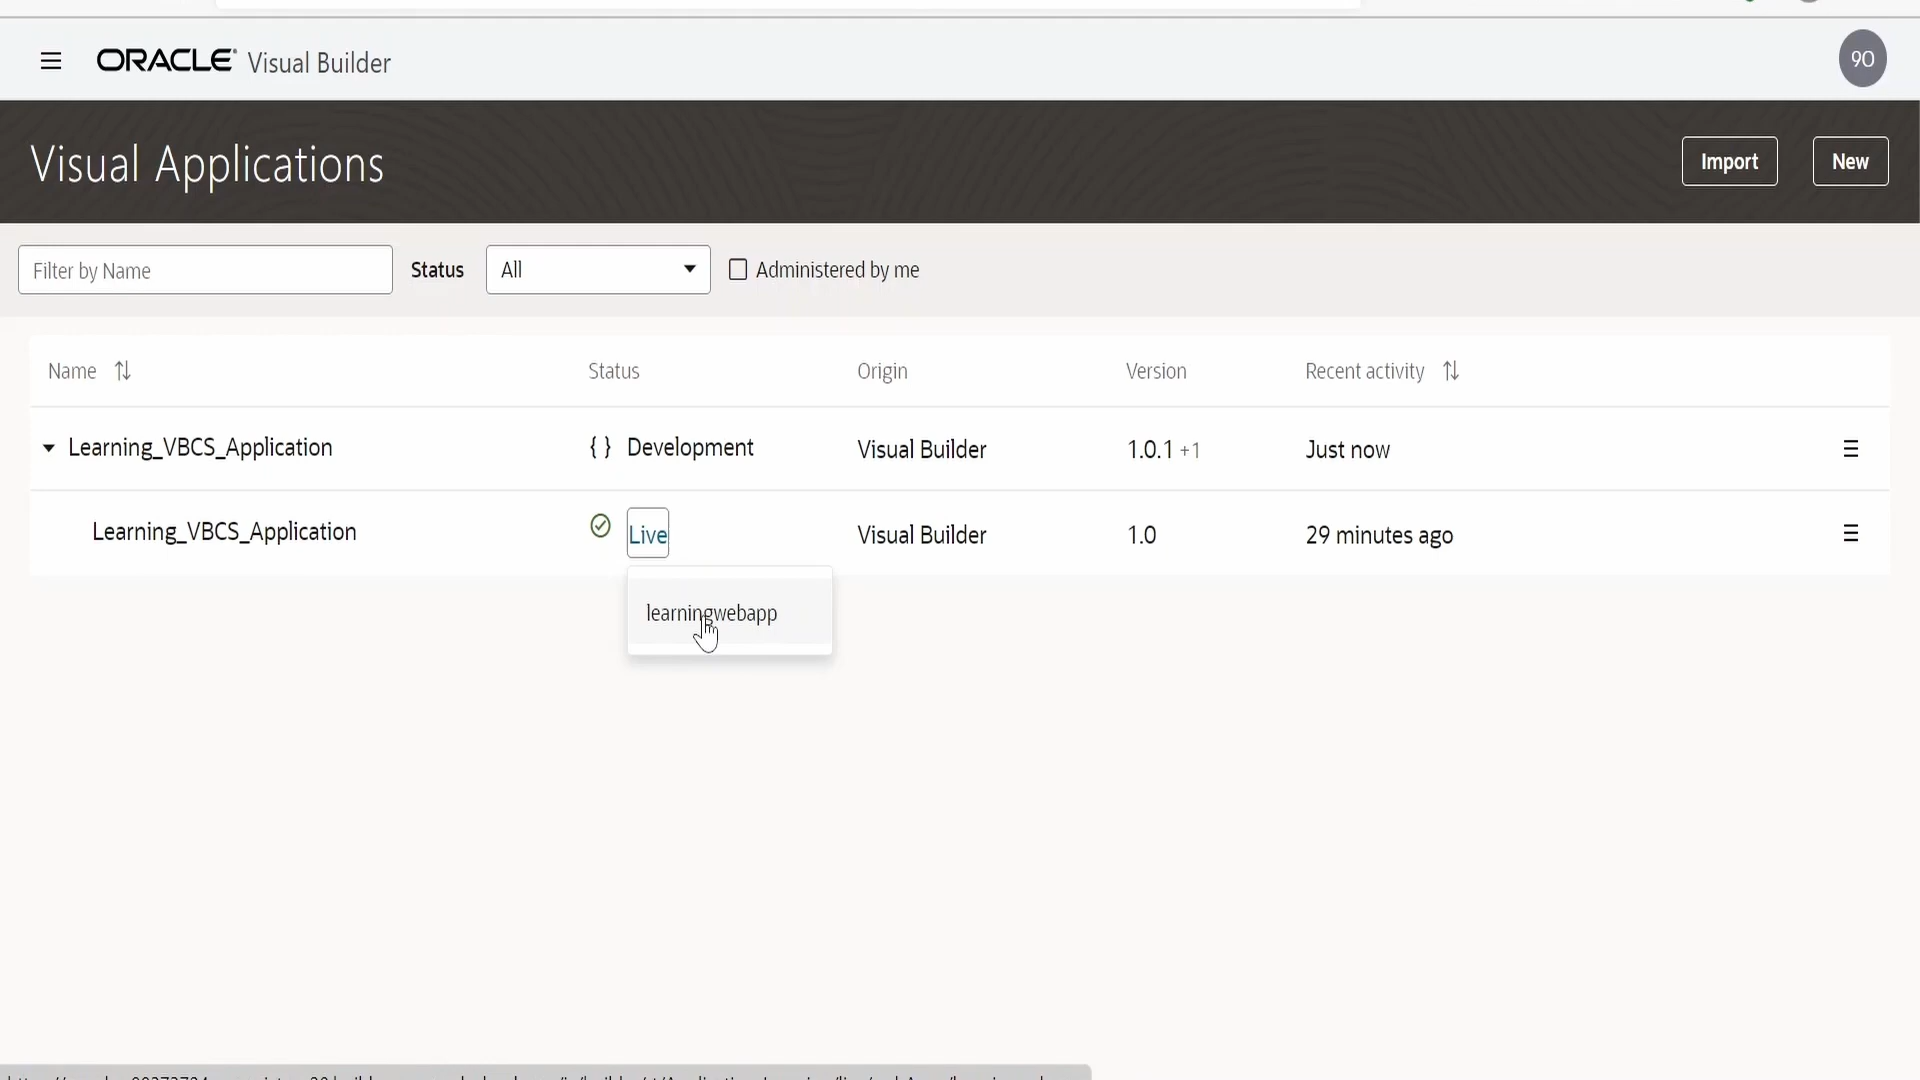 ORACLE Visual Builder
90
Visual Applications
Import
New
Filter by Name
Status
All
Administered by me
Name Status Origin Version Recent activity
Learning_VBCS_Application { } Development Visual Builder 1.0.1 +1 Just now
Learning_VBCS_Application Live Visual Builder 1.0 29 minutes ago
learningwebapp